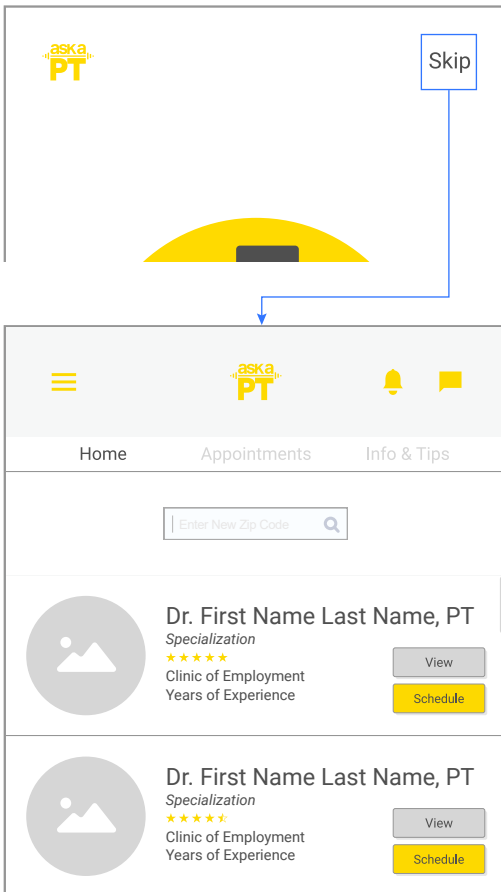 aska
PT
Skip
aska
PT
Home Appointments Info & Tips
Enter New Zip Code
Dr. First Name Last Name, PT
Specialization
Clinic of Employment
Years of Experience
View
Schedule
Dr. First Name Last Name, PT
Specialization
Clinic of Employment
Years of Experience
View
Schedule